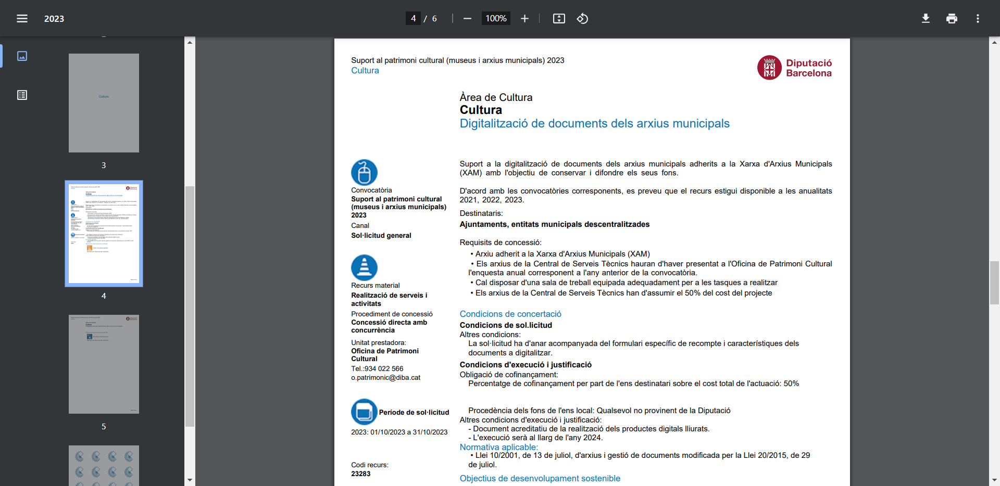 2023
4 / 6
100%
Cultura
3
4
5
Suport al patrimoni cultural (museus i arxius municipals) 2023
Cultura
Diputació
Barcelona
Àrea de Cultura
Cultura
Digitalització de documents dels arxius municipals
Convocatòria
Suport al patrimoni cultural
(museus i arxius municipals)
2023
Canal
Sol·licitud general
Recurs material
Realització de serveis i
activitats
Procediment de concessió
Concessió directa amb
concurrència
Unitat prestadora:
Oficina de Patrimoni
Cultural
Tel.:934 022 566
o.patrimonic@diba.cat
Període de sol·licitud
2023: 01/10/2023 a 31/10/2023
Codi recurs:
23283
Suport a la digitalització de documents dels arxius municipals adherits a la Xarxa d'Arxius Municipals
(XAM) amb l'objectiu de conservar i difondre els seus fons.
D'acord amb les convocatòries corresponents, es preveu que el recurs estigui disponible a les anualitats
2021, 2022, 2023.
Destinataris:
Ajuntaments, entitats municipals descentralitzades
Requisits de concessió:
• Arxiu adherit a la Xarxa d'Arxius Municipals (XAM)
• Els arxius de la Central de Serveis Tècnics hauran d'haver presentat a l'Oficina de Patrimoni Cultural
l'enquesta anual corresponent a l'any anterior de la convocatòria.
• Cal disposar d'una sala de treball equipada adequadament per a les tasques a realitzar
• Els arxius de la Central de Serveis Tècnics han d'assumir el 50% del cost del projecte
Condicions de concertació
Condicions de sol.licitud
Altres condicions:
La sol·licitud ha d'anar acompanyada del formulari específic de recompte i característiques dels
documents a digitalitzar.
Condicions d'execució i justificació
Obligació de cofinançament:
Percentatge de cofinançament per part de l'ens destinatari sobre el cost total de l'actuació: 50%
Procedència dels fons de l'ens local: Qualsevol no provinent de la Diputació
Altres condicions d'execució i justificació:
- Document acreditatiu de la realització dels productes digitals lliurats.
- L'execució serà al llarg de l'any 2024.
Normativa aplicable:
• Llei 10/2001, de 13 de juliol, d'arxius i gestió de documents modificada per la Llei 20/2015, de 29
de juliol.
Objectius de desenvolupament sostenible